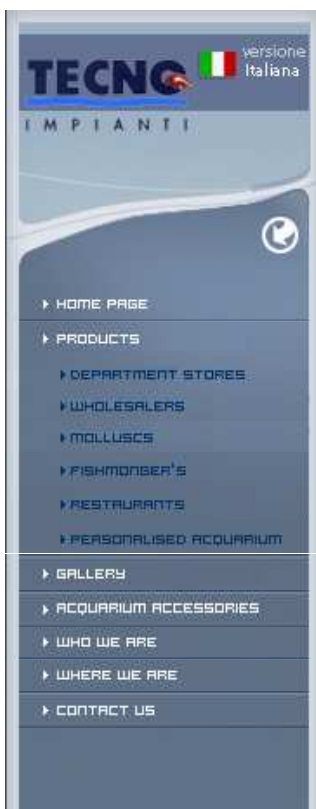 versione
Italiana
TECNO
IMPIANTI
HOME PAGE
PRODUCTS
DEPARTMENT STORES
WHOLESALERS
MOLLUSCS
FISHMONGER'S
RESTAURANTS
PERSONALISED ACQUARIUM
GALLERY
ACQUARIUM ACCESSORIES
WHO WE ARE
WHERE WE ARE
CONTACT US